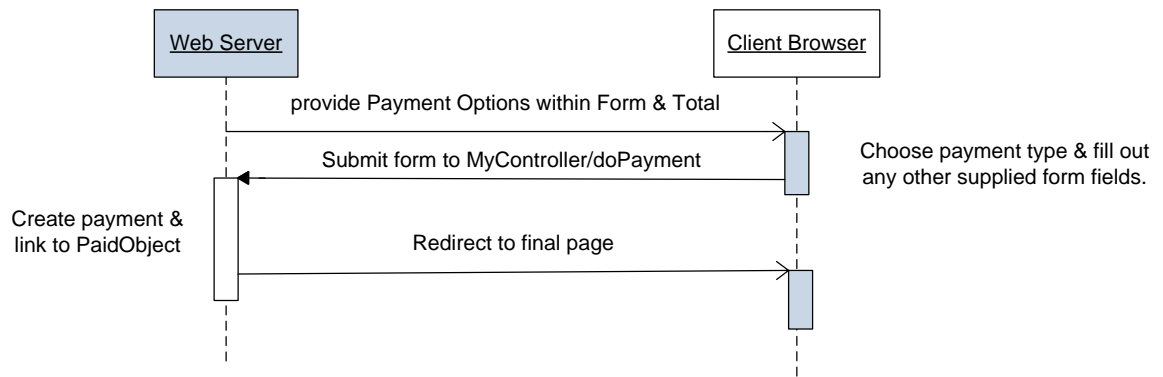 Web Server
Client Browser
provide Payment Options within Form & Total
Submit form to MyController/doPayment
Choose payment type & fill out
any other supplied form fields.
Create payment &
link to PaidObject
Redirect to final page